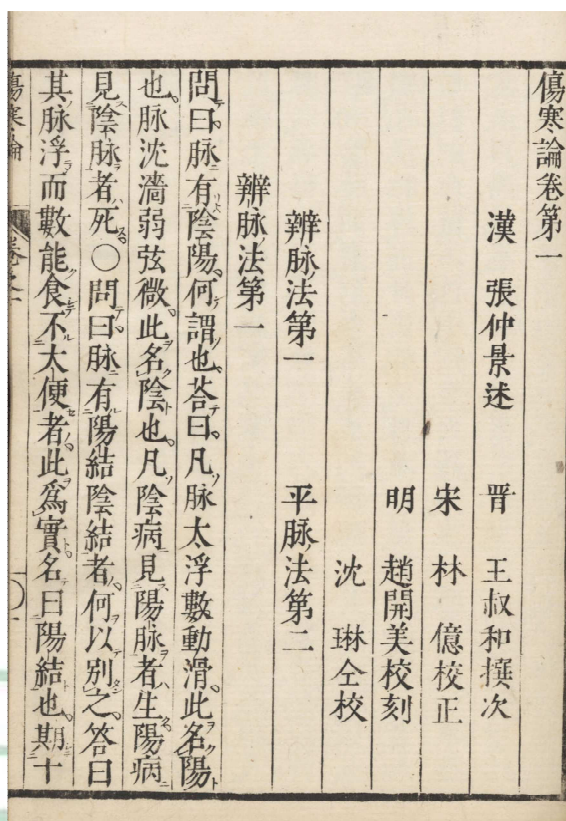 傷寒論卷第一
漢 張仲景述 晋 王叔和撰次
宋 林 億校正
明 趙開美校刻
沈 琳仝校
辨脉法第一 平脉法第二
辨脉法第一
問曰脉有陰陽何謂也荅曰凡脉大浮數動滑此名陽
也脉沈濇弱弦微此名陰也凡陰病見陽脉者生陽病
見陰脉者死〇問曰脉有陽結陰結者何以別之答曰
其脉浮而數能食不大便者此爲實名曰陽結也期十
傷寒論 卷之一